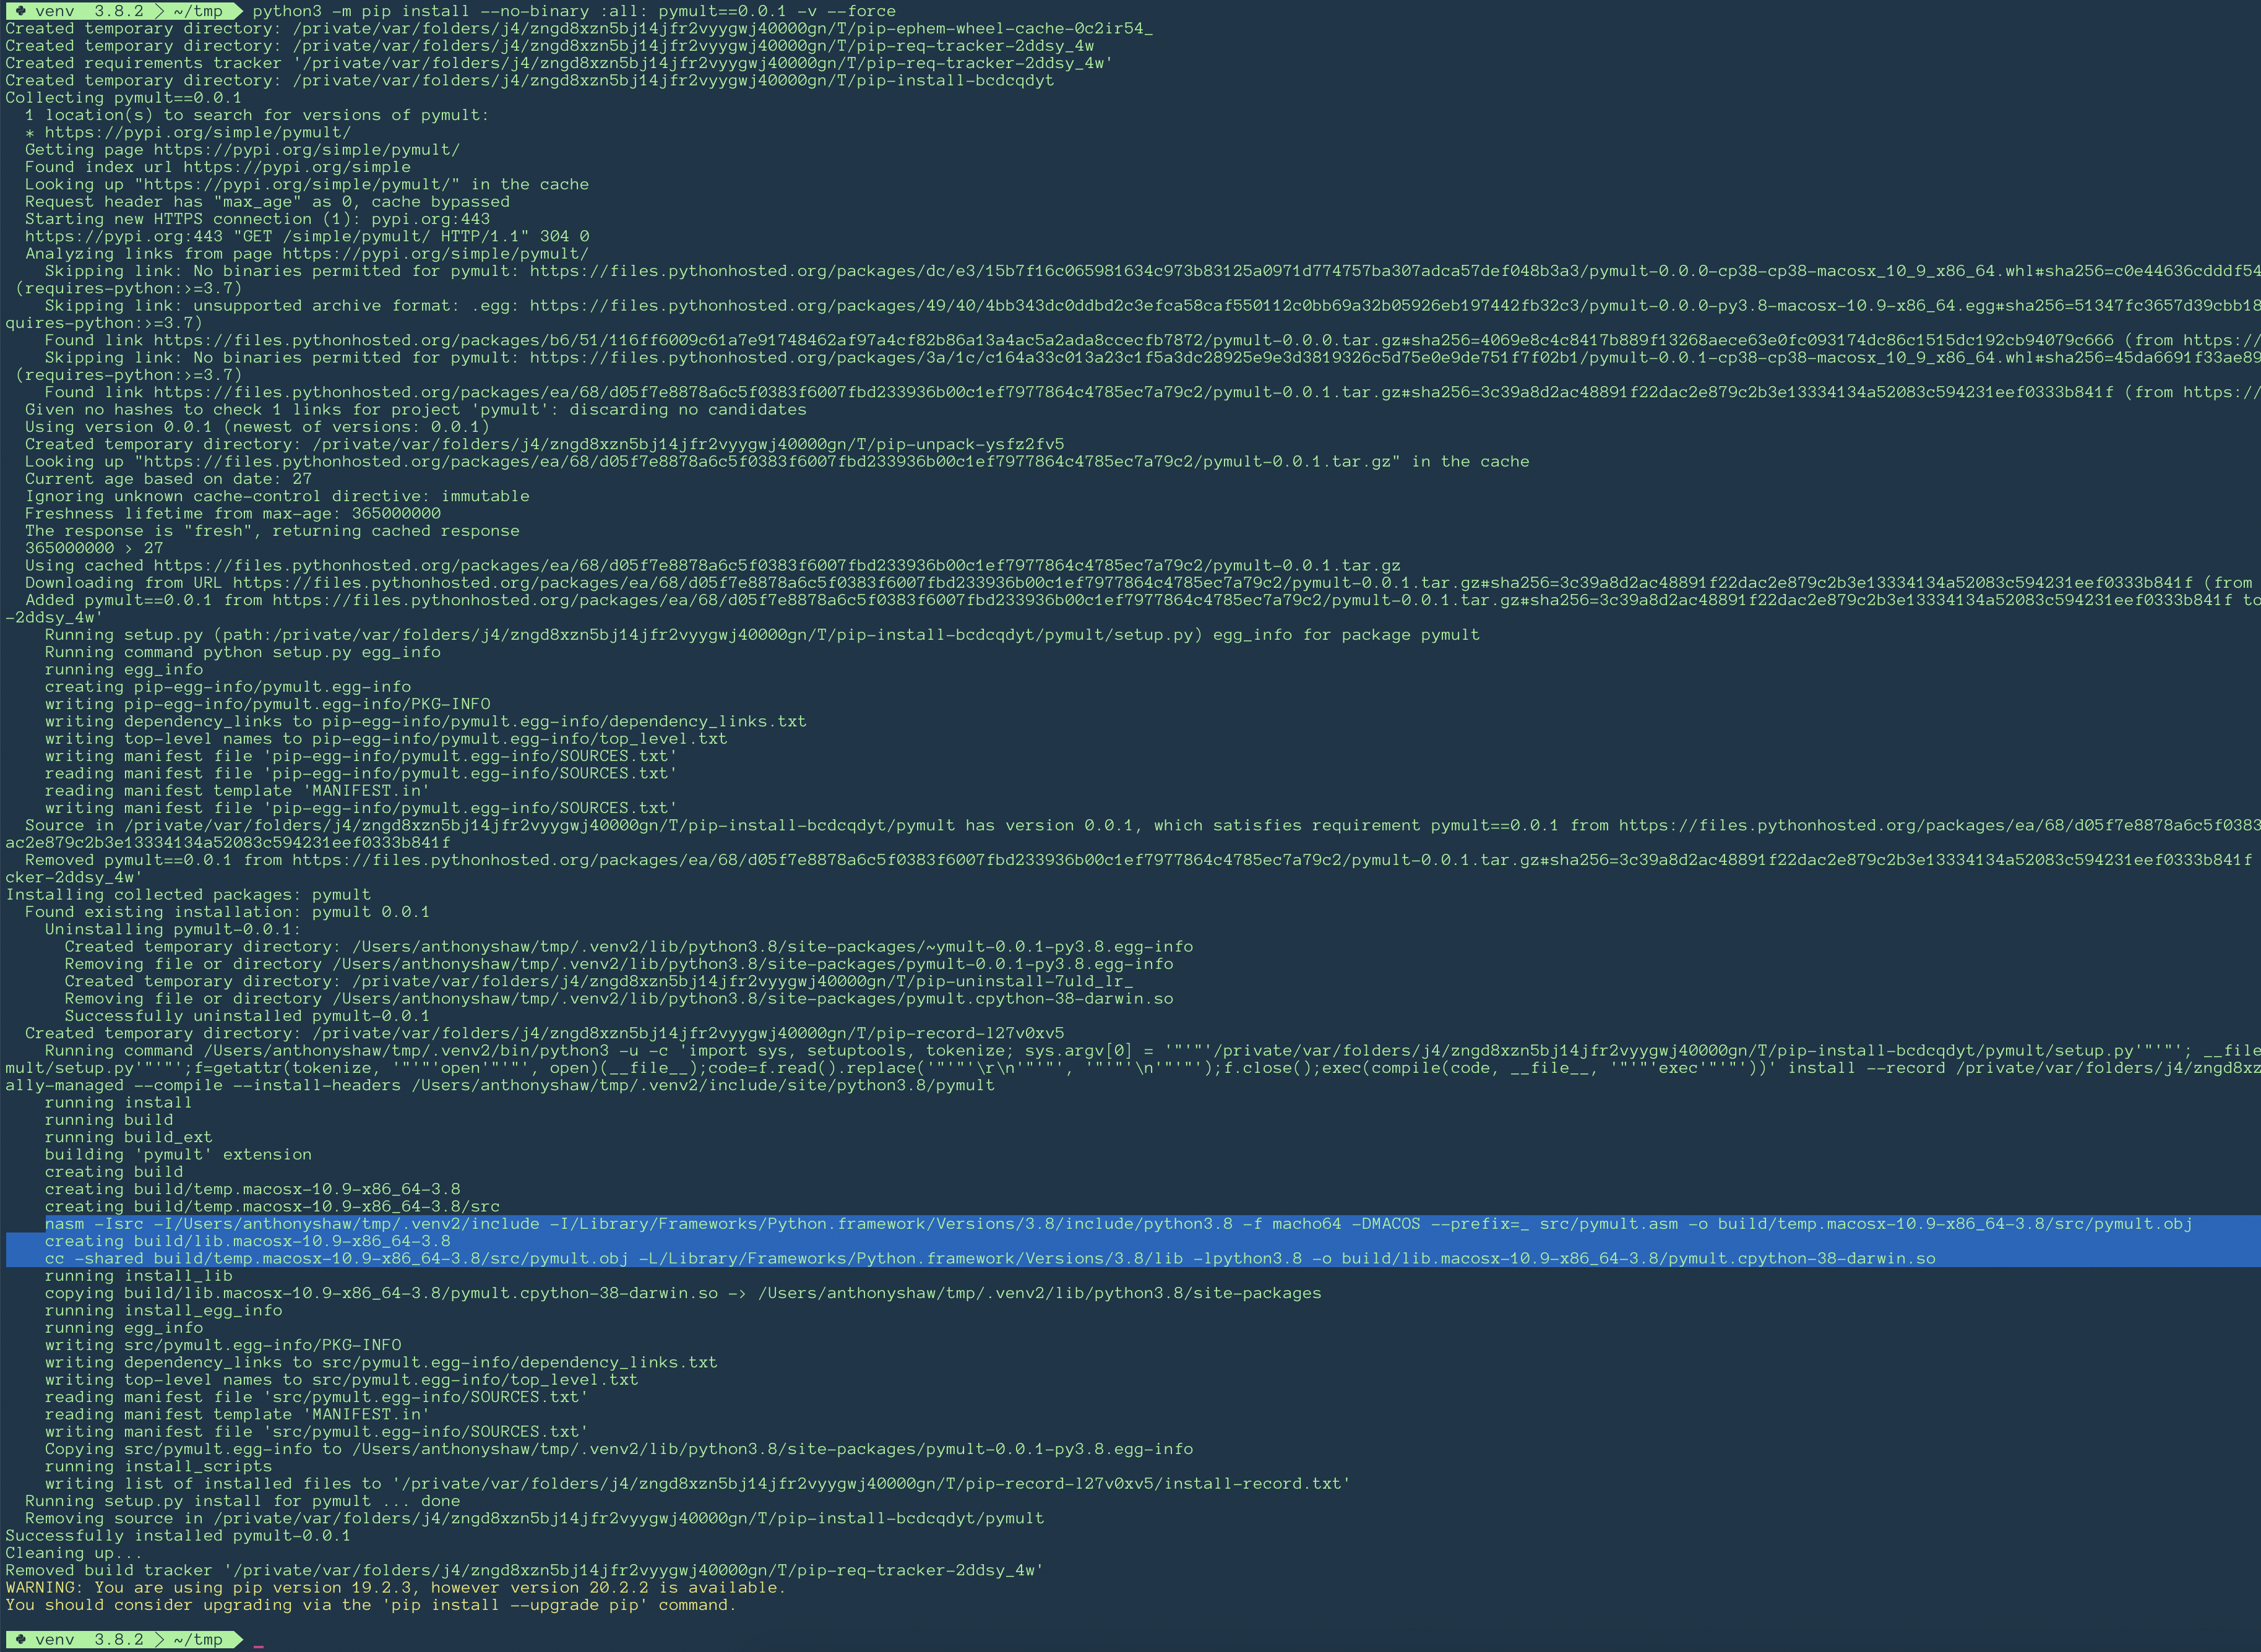 venv 3.8.2 ~/tmp python3 -m pip install --no-binary :all: pymult==0.0.1 -v --force
Created temporary directory: /private/var/folders/j4/zngd8xzn5bj14jfr2vyygwj40000gn/T/pip-ephem-wheel-cache-0c2ir54_
Created temporary directory: /private/var/folders/j4/zngd8xzn5bj14jfr2vyygwj40000gn/T/pip-req-tracker-2ddsy_4w
Created requirements tracker '/private/var/folders/j4/zngd8xzn5bj14jfr2vyygwj40000gn/T/pip-req-tracker-2ddsy_4w'
Created temporary directory: /private/var/folders/j4/zngd8xzn5bj14jfr2vyygwj40000gn/T/pip-install-bcdcqdyt
Collecting pymult==0.0.1
1 location(s) to search for versions of pymult:
* https://pypi.org/simple/pymult/
Getting page https://pypi.org/simple/pymult/
Found index url https://pypi.org/simple
Looking up "https://pypi.org/simple/pymult/" in the cache
Request header has "max_age" as 0, cache bypassed
Starting new HTTPS connection (1): pypi.org:443
https://pypi.org:443 "GET /simple/pymult/ HTTP/1.1" 304 0
Analyzing links from page https://pypi.org/simple/pymult/
Skipping link: No binaries permitted for pymult: https://files.pythonhosted.org/packages/dc/e3/15b7f16c065981634c973b83125a0971d774757ba307adca57def048b3a3/pymult-0.0.0-cp38-cp38-macosx_10_9_x86_64.whl#sha256=c0e44636cdddf54
(requires-python:>=3.7)
Skipping link: unsupported archive format: .egg: https://files.pythonhosted.org/packages/49/40/4bb343dc0ddbd2c3efca58caf550112c0bb69a32b05926eb197442fb32c3/pymult-0.0.0-py3.8-macosx-10.9-x86_64.egg#sha256=51347fc3657d39cbb18
quires-python:>=3.7)
Found link https://files.pythonhosted.org/packages/b6/51/116ff6009c61a7e91748462af97a4cf82b86a13a4ac5a2ada8ccecfb7872/pymult-0.0.0.tar.gz#sha256=4069e8c4c8417b889f13268aece63e0fc093174dc86c1515dc192cb94079c666 (from https://
Skipping link: No binaries permitted for pymult: https://files.pythonhosted.org/packages/3a/1c/c164a33c013a23c1f5a3dc28925e9e3d3819326c5d75e0e9de751f7f02b1/pymult-0.0.1-cp38-cp38-macosx_10_9_x86_64.whl#sha256=45da6691f33ae89
(requires-python:>=3.7)
Found link https://files.pythonhosted.org/packages/ea/68/d05f7e8878a6c5f0383f6007fbd233936b00c1ef7977864c4785ec7a79c2/pymult-0.0.1.tar.gz#sha256=3c39a8d2ac48891f22dac2e879c2b3e13334134a52083c594231eef0333b841f (from https://
Given no hashes to check 1 links for project 'pymult': discarding no candidates
Using version 0.0.1 (newest of versions: 0.0.1)
Created temporary directory: /private/var/folders/j4/zngd8xzn5bj14jfr2vyygwj40000gn/T/pip-unpack-ysfz2fv5
Looking up "https://files.pythonhosted.org/packages/ea/68/d05f7e8878a6c5f0383f6007fbd233936b00c1ef7977864c4785ec7a79c2/pymult-0.0.1.tar.gz" in the cache
Current age based on date: 27
Ignoring unknown cache-control directive: immutable
Freshness lifetime from max-age: 365000000
The response is "fresh", returning cached response
365000000 > 27
Using cached https://files.pythonhosted.org/packages/ea/68/d05f7e8878a6c5f0383f6007fbd233936b00c1ef7977864c4785ec7a79c2/pymult-0.0.1.tar.gz
Downloading from URL https://files.pythonhosted.org/packages/ea/68/d05f7e8878a6c5f0383f6007fbd233936b00c1ef7977864c4785ec7a79c2/pymult-0.0.1.tar.gz#sha256=3c39a8d2ac48891f22dac2e879c2b3e13334134a52083c594231eef0333b841f (from
Added pymult==0.0.1 from https://files.pythonhosted.org/packages/ea/68/d05f7e8878a6c5f0383f6007fbd233936b00c1ef7977864c4785ec7a79c2/pymult-0.0.1.tar.gz#sha256=3c39a8d2ac48891f22dac2e879c2b3e13334134a52083c594231eef0333b841f to
-2ddsy_4w'
Running setup.py (path:/private/var/folders/j4/zngd8xzn5bj14jfr2vyygwj40000gn/T/pip-install-bcdcqdyt/pymult/setup.py) egg_info for package pymult
Running command python setup.py egg_info
running egg_info
creating pip-egg-info/pymult.egg-info
writing pip-egg-info/pymult.egg-info/PKG-INFO
writing dependency_links to pip-egg-info/pymult.egg-info/dependency_links.txt
writing top-level names to pip-egg-info/pymult.egg-info/top_level.txt
writing manifest file 'pip-egg-info/pymult.egg-info/SOURCES.txt'
reading manifest file 'pip-egg-info/pymult.egg-info/SOURCES.txt'
reading manifest template 'MANIFEST.in'
writing manifest file 'pip-egg-info/pymult.egg-info/SOURCES.txt'
Source in /private/var/folders/j4/zngd8xzn5bj14jfr2vyygwj40000gn/T/pip-install-bcdcqdyt/pymult has version 0.0.1, which satisfies requirement pymult==0.0.1 from https://files.pythonhosted.org/packages/ea/68/d05f7e8878a6c5f0383
ac2e879c2b3e13334134a52083c594231eef0333b841f
Removed pymult==0.0.1 from https://files.pythonhosted.org/packages/ea/68/d05f7e8878a6c5f0383f6007fbd233936b00c1ef7977864c4785ec7a79c2/pymult-0.0.1.tar.gz#sha256=3c39a8d2ac48891f22dac2e879c2b3e13334134a52083c594231eef0333b841f
cker-2ddsy_4w'
Installing collected packages: pymult
Found existing installation: pymult 0.0.1
Uninstalling pymult-0.0.1:
Created temporary directory: /Users/anthonyshaw/tmp/.venv2/lib/python3.8/site-packages/~ymult-0.0.1-py3.8.egg-info
Removing file or directory /Users/anthonyshaw/tmp/.venv2/lib/python3.8/site-packages/pymult-0.0.1-py3.8.egg-info
Created temporary directory: /private/var/folders/j4/zngd8xzn5bj14jfr2vyygwj40000gn/T/pip-uninstall-7uld_lr_
Removing file or directory /Users/anthonyshaw/tmp/.venv2/lib/python3.8/site-packages/pymult.cpython-38-darwin.so
Successfully uninstalled pymult-0.0.1
Created temporary directory: /private/var/folders/j4/zngd8xzn5bj14jfr2vyygwj40000gn/T/pip-record-l27v0xv5
Running command /Users/anthonyshaw/tmp/.venv2/bin/python3 -u -c 'import sys, setuptools, tokenize; sys.argv[0] = '"'"'/private/var/folders/j4/zngd8xzn5bj14jfr2vyygwj40000gn/T/pip-install-bcdcqdyt/pymult/setup.py'"'"'; __file
mult/setup.py'"'"';f=getattr(tokenize, '"'"'open'"'"', open)(__file__);code=f.read().replace('"'"'\r\n'"'"', '"'"'\n'"'"');f.close();exec(compile(code, __file__, '"'"'exec'"'"'))' install --record /private/var/folders/j4/zngd8xz
ally-managed --compile --install-headers /Users/anthonyshaw/tmp/.venv2/include/site/python3.8/pymult
running install
running build
running build_ext
building 'pymult' extension
creating build
creating build/temp.macosx-10.9-x86_64-3.8
creating build/temp.macosx-10.9-x86_64-3.8/src
nasm -Isrc -I/Users/anthonyshaw/tmp/.venv2/include -I/Library/Frameworks/Python.framework/Versions/3.8/include/python3.8 -f macho64 -DMACOS --prefix=_ src/pymult.asm -o build/temp.macosx-10.9-x86_64-3.8/src/pymult.obj
creating build/lib.macosx-10.9-x86_64-3.8
cc -shared build/temp.macosx-10.9-x86_64-3.8/src/pymult.obj -L/Library/Frameworks/Python.framework/Versions/3.8/lib -lpython3.8 -o build/lib.macosx-10.9-x86_64-3.8/pymult.cpython-38-darwin.so
running install_lib
copying build/lib.macosx-10.9-x86_64-3.8/pymult.cpython-38-darwin.so -> /Users/anthonyshaw/tmp/.venv2/lib/python3.8/site-packages
running install_egg_info
running egg_info
writing src/pymult.egg-info/PKG-INFO
writing dependency_links to src/pymult.egg-info/dependency_links.txt
writing top-level names to src/pymult.egg-info/top_level.txt
reading manifest file 'src/pymult.egg-info/SOURCES.txt'
reading manifest template 'MANIFEST.in'
writing manifest file 'src/pymult.egg-info/SOURCES.txt'
Copying src/pymult.egg-info to /Users/anthonyshaw/tmp/.venv2/lib/python3.8/site-packages/pymult-0.0.1-py3.8.egg-info
running install_scripts
writing list of installed files to '/private/var/folders/j4/zngd8xzn5bj14jfr2vyygwj40000gn/T/pip-record-l27v0xv5/install-record.txt'
Running setup.py install for pymult ... done
Removing source in /private/var/folders/j4/zngd8xzn5bj14jfr2vyygwj40000gn/T/pip-install-bcdcqdyt/pymult
Successfully installed pymult-0.0.1
Cleaning up...
Removed build tracker '/private/var/folders/j4/zngd8xzn5bj14jfr2vyygwj40000gn/T/pip-req-tracker-2ddsy_4w'
WARNING: You are using pip version 19.2.3, however version 20.2.2 is available.
You should consider upgrading via the 'pip install --upgrade pip' command.
venv 3.8.2 ~/tmp _